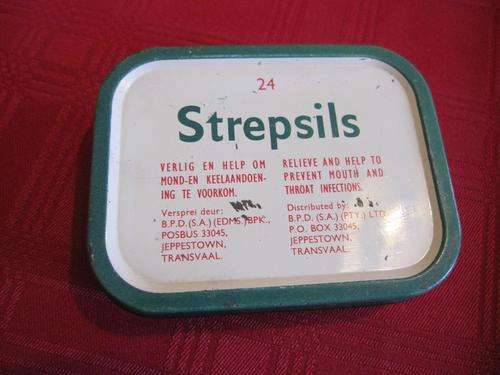 24
Strepsils
VERLIG EN HELP OM
MOND-EN KEELAANDOEN-
ING TE VOORKOM.
Versprei deur:
B.P.D.(S.A.) (EDMS.) BPK.,
POSBUS 33045,
JEPPESTOWN,
TRANSVAAL.
RELIEVE AND HELP TO
PREVENT MOUTH AND
THROAT INFECTIONS.
Distributed by:
B.P.D. (S.A.) (PTY.) LTD.
P.O. BOX 33045,
JEPPESTOWN,
TRANSVAAL.